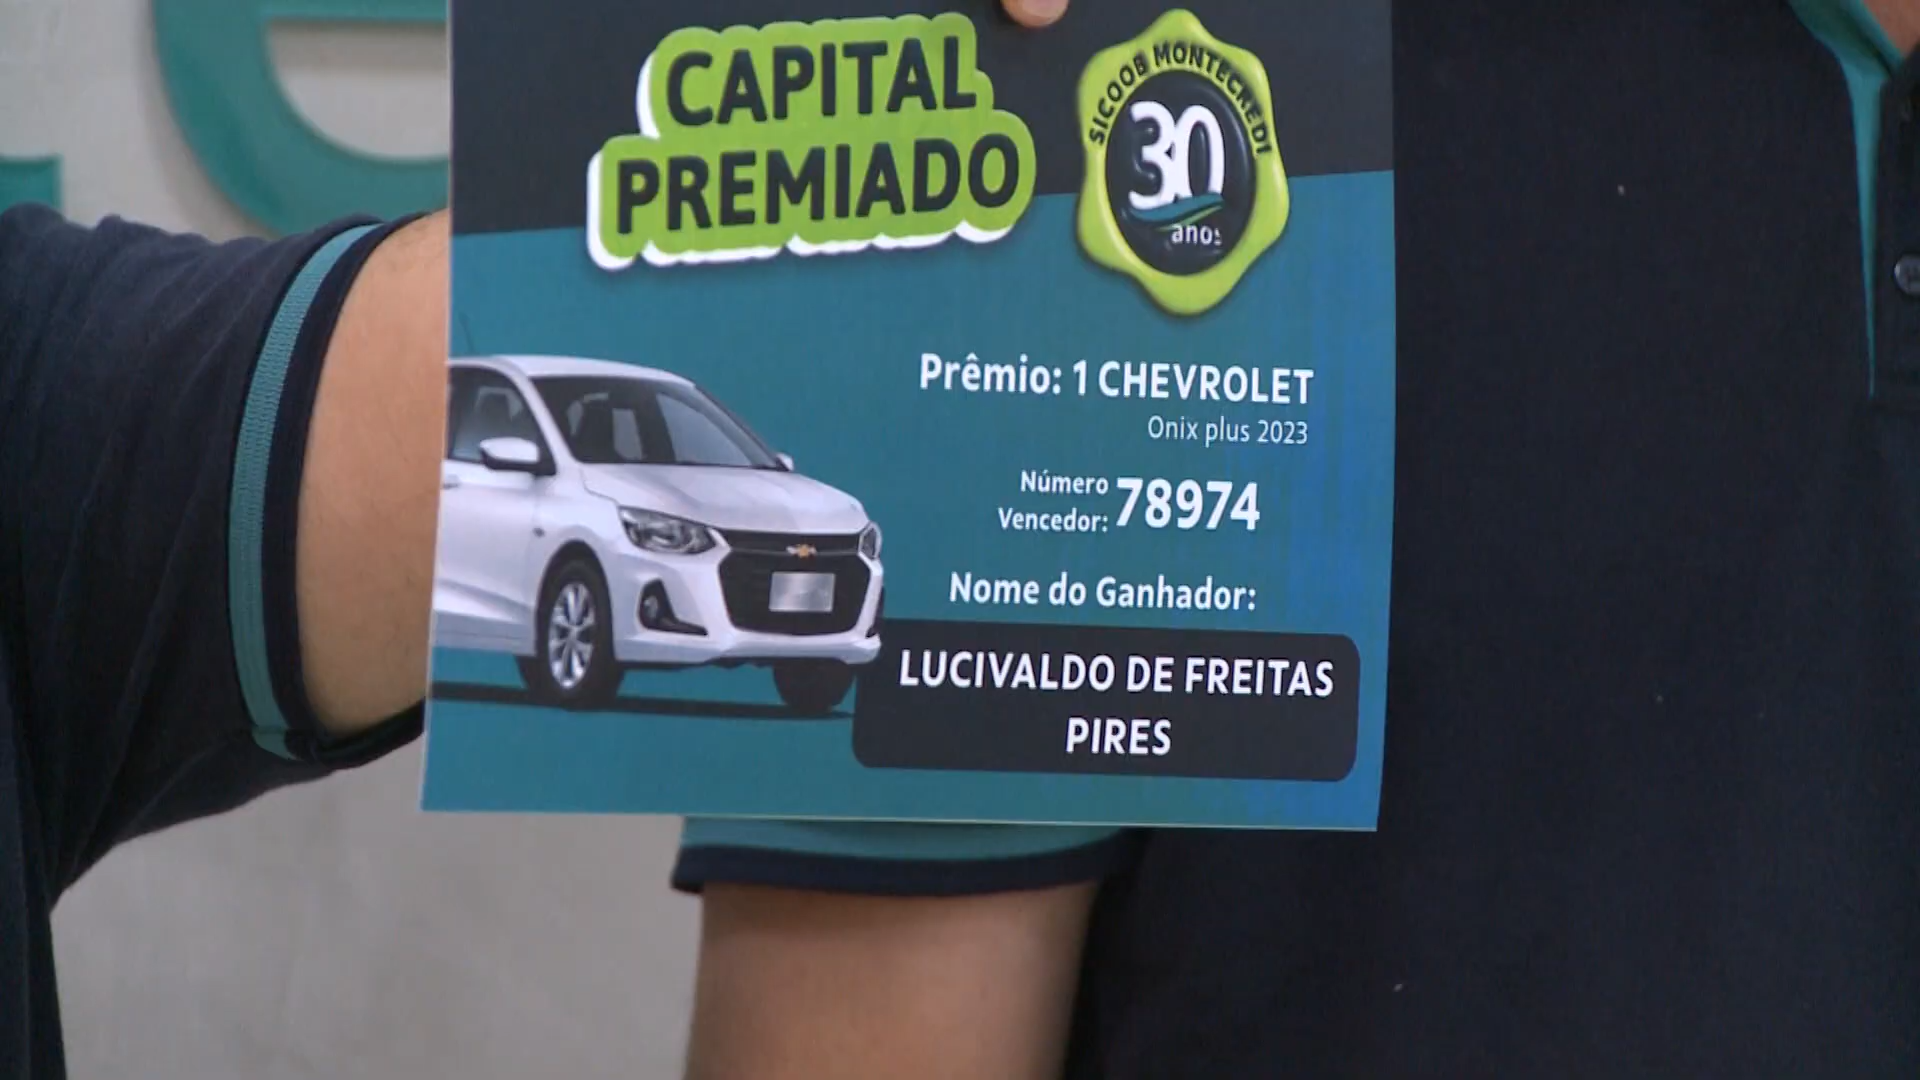 CAPITAL
PREMIADO
SICOOB MONTECREDI
30
anos
Prêmio: 1 CHEVROLET
Onix plus 2023
Número
Vencedor: 78974
Nome do Ganhador:
LUCIVALDO DE FREITAS
PIRES